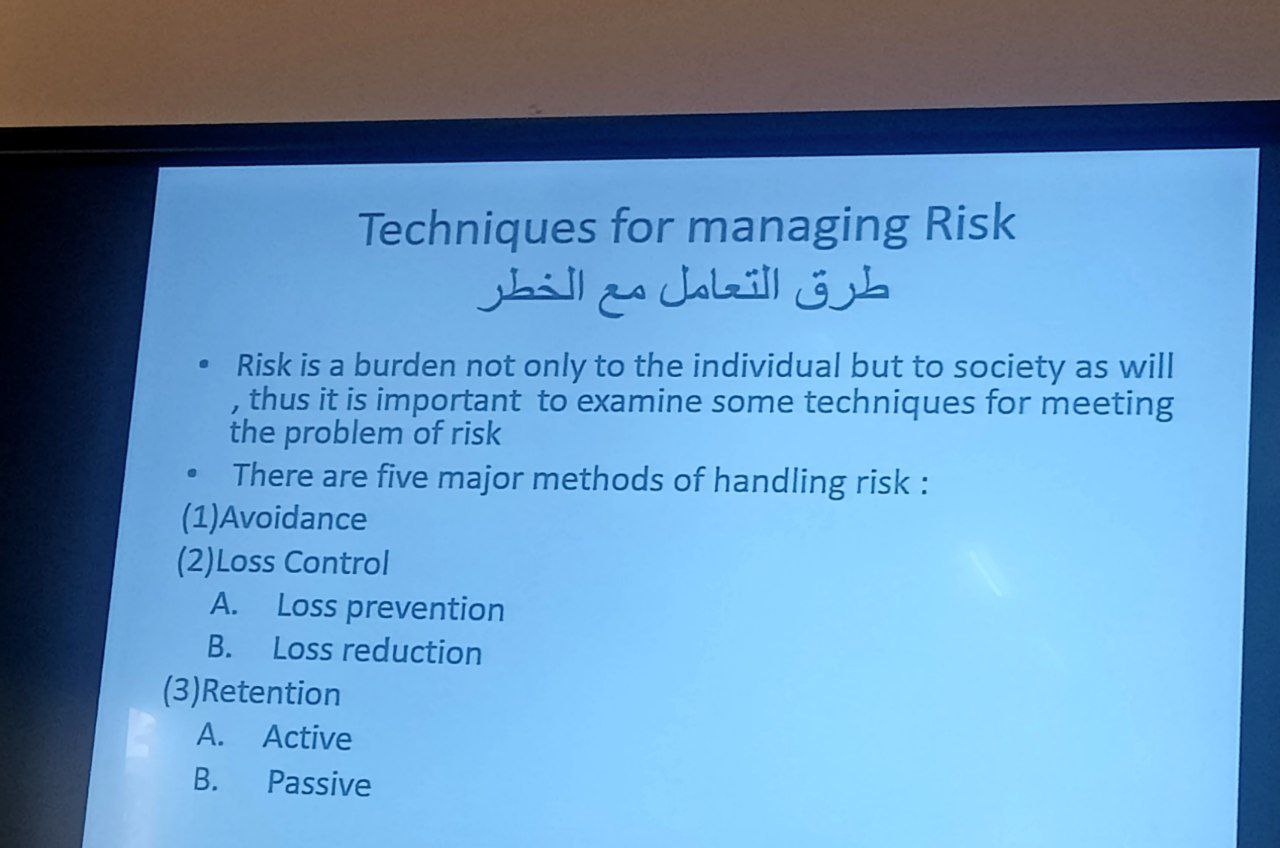 Techniques for managing Risk
طرق التعامل مع الخطر
• Risk is a burden not only to the individual but to society as will
, thus it is important to examine some techniques for meeting
the problem of risk
• There are five major methods of handling risk :
(1)Avoidance
(2)Loss Control
A. Loss prevention
B. Loss reduction
(3)Retention
A. Active
B. Passive